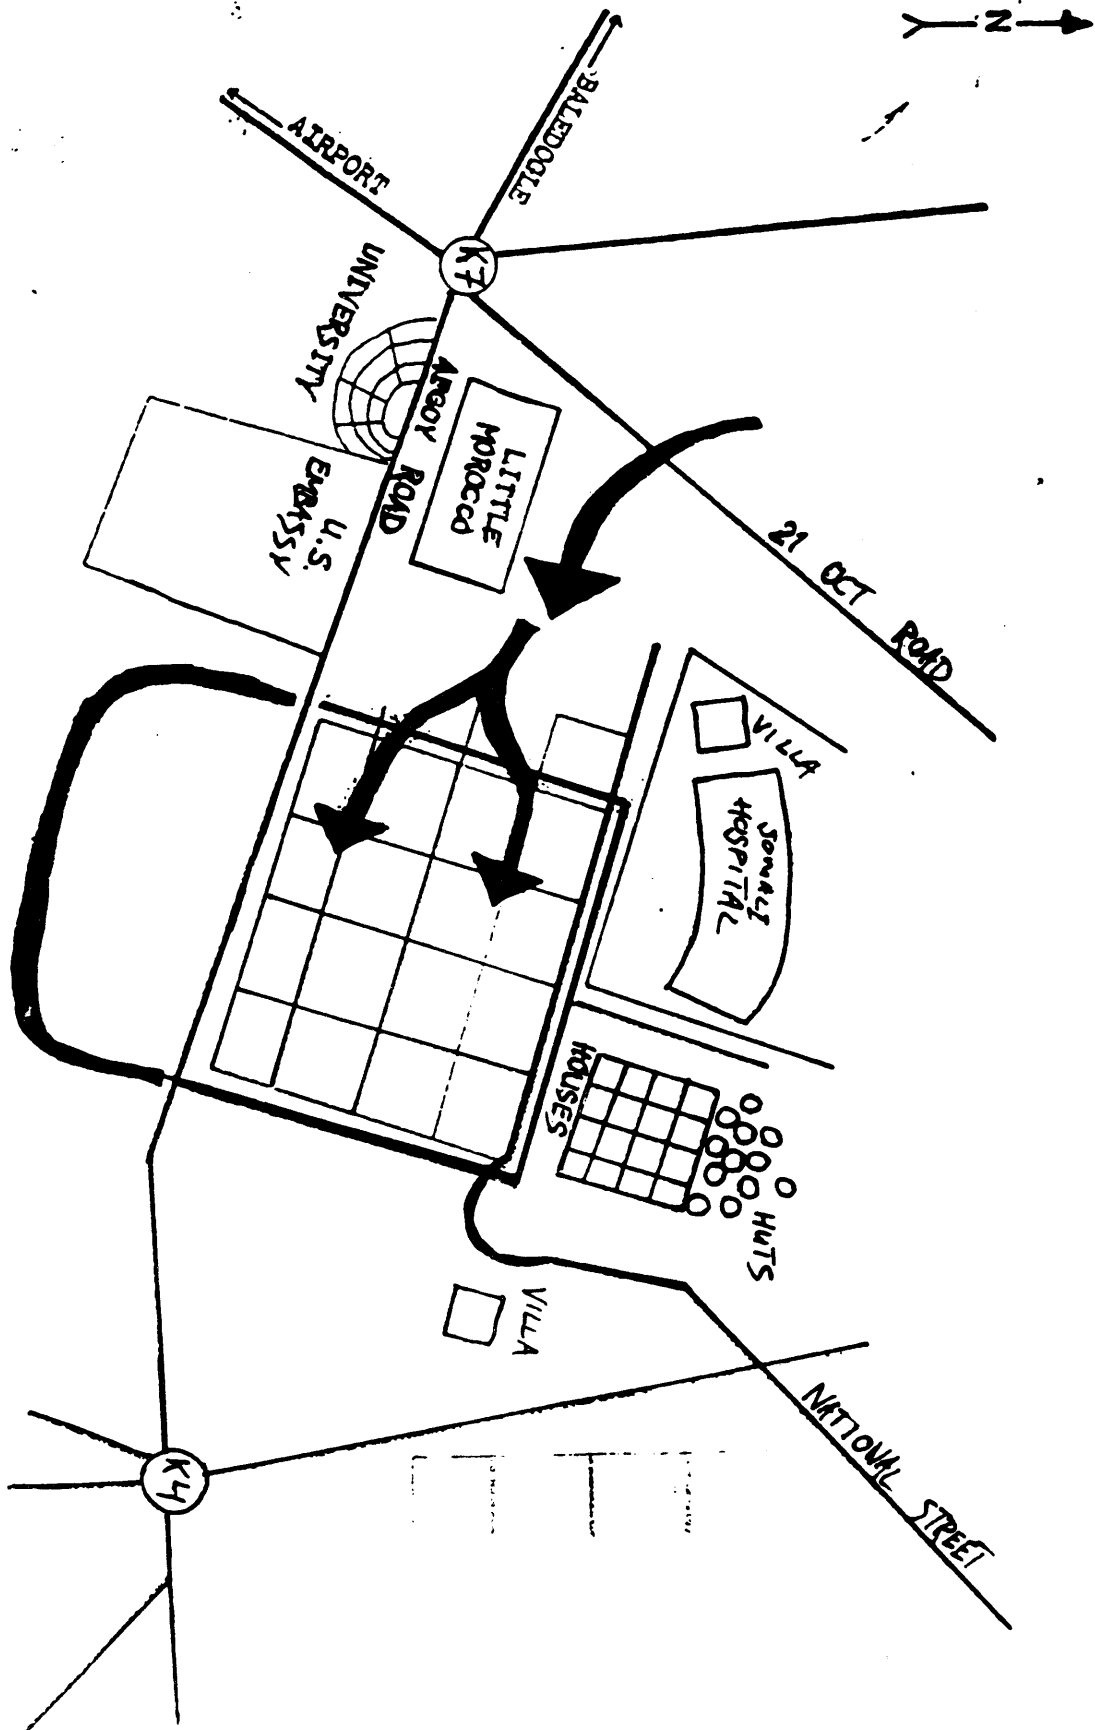 N
BALEDOGLE
AIRPORT
K7
UNIVERSITY
ARGOY ROAD
LITTLE
MOROCCO
U.S.
EMBASSY
21 OCT ROAD
VILLA
SOMALI
HOSPITAL
HOUSES
HUTS
VILLA
NATIONAL STREET
K4